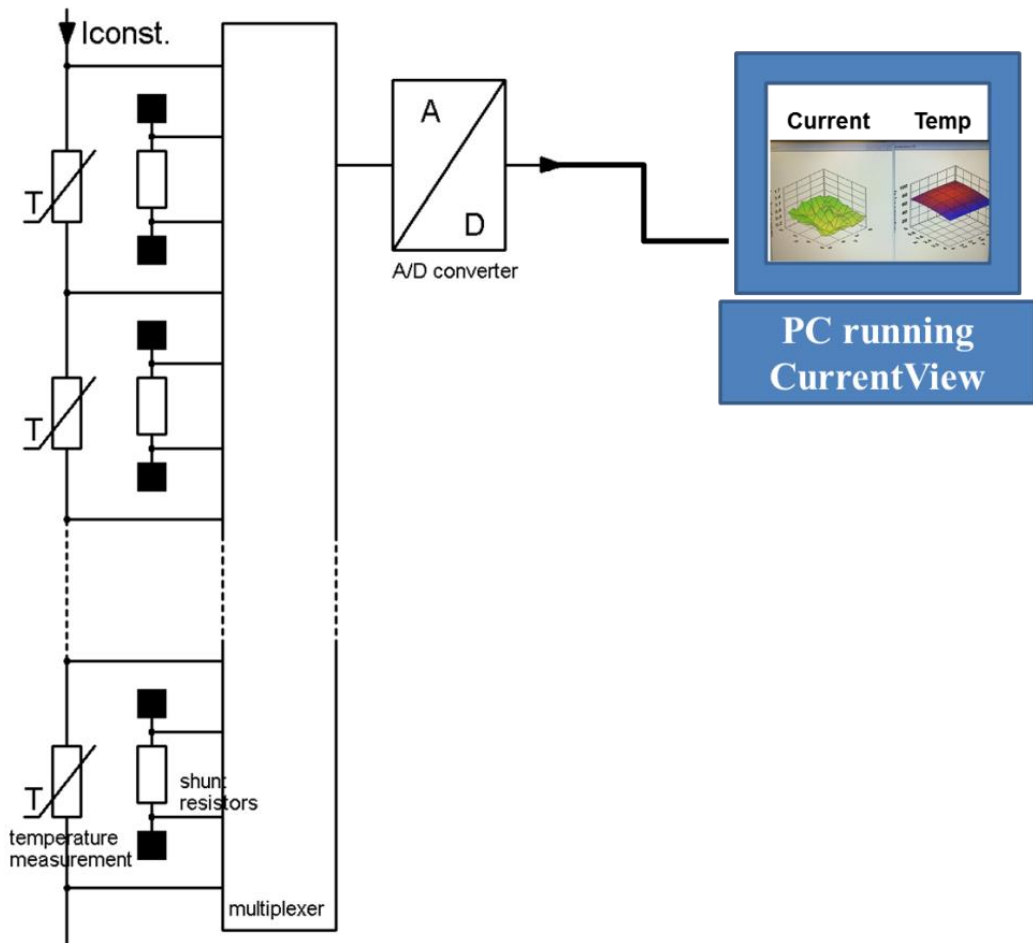 Iconst.
A
D
A/D converter
Current Temp
PC running
CurrentView
T
T
T
shunt
resistors
temperature
measurement
multiplexer